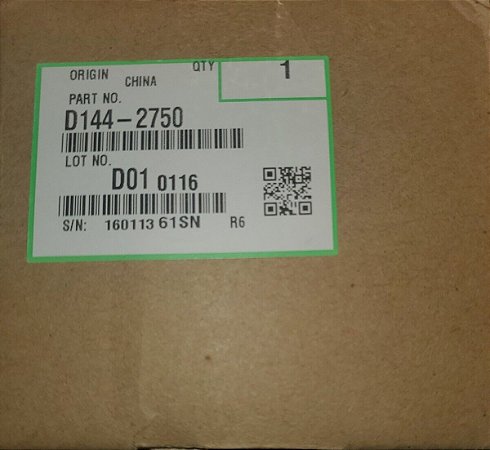 ORIGIN CHINA QTY 1
PART NO.
D144-2750
LOT NO.
D01 0116
S/N: 160113 61SN R6